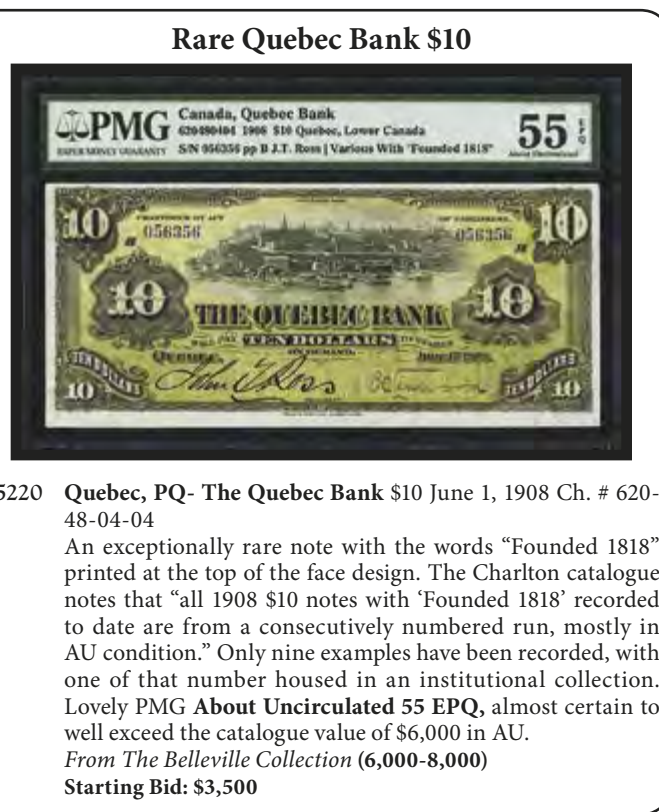 Rare Quebec Bank $10
PMG
PAPER MONEY GUARANTY
Canada, Quebec Bank
620480404 1908 $10 Quebec, Lower Canada
S/N 056356 pp B J.T. Ross | Various With "Founded 1818"
55 EPQ
About Uncirculated
10 10
056356 056356
10 10
THE QUEBEC BANK
TEN DOLLARS
ON DEMAND
QUEBEC,
TEN DOLLARS TEN DOLLARS
10 10
5220 Quebec, PQ- The Quebec Bank $10 June 1, 1908 Ch. # 620-
48-04-04
An exceptionally rare note with the words “Founded 1818”
printed at the top of the face design. The Charlton catalogue
notes that “all 1908 $10 notes with ‘Founded 1818’ recorded
to date are from a consecutively numbered run, mostly in
AU condition.” Only nine examples have been recorded, with
one of that number housed in an institutional collection.
Lovely PMG About Uncirculated 55 EPQ, almost certain to
well exceed the catalogue value of $6,000 in AU.
From The Belleville Collection (6,000-8,000)
Starting Bid: $3,500